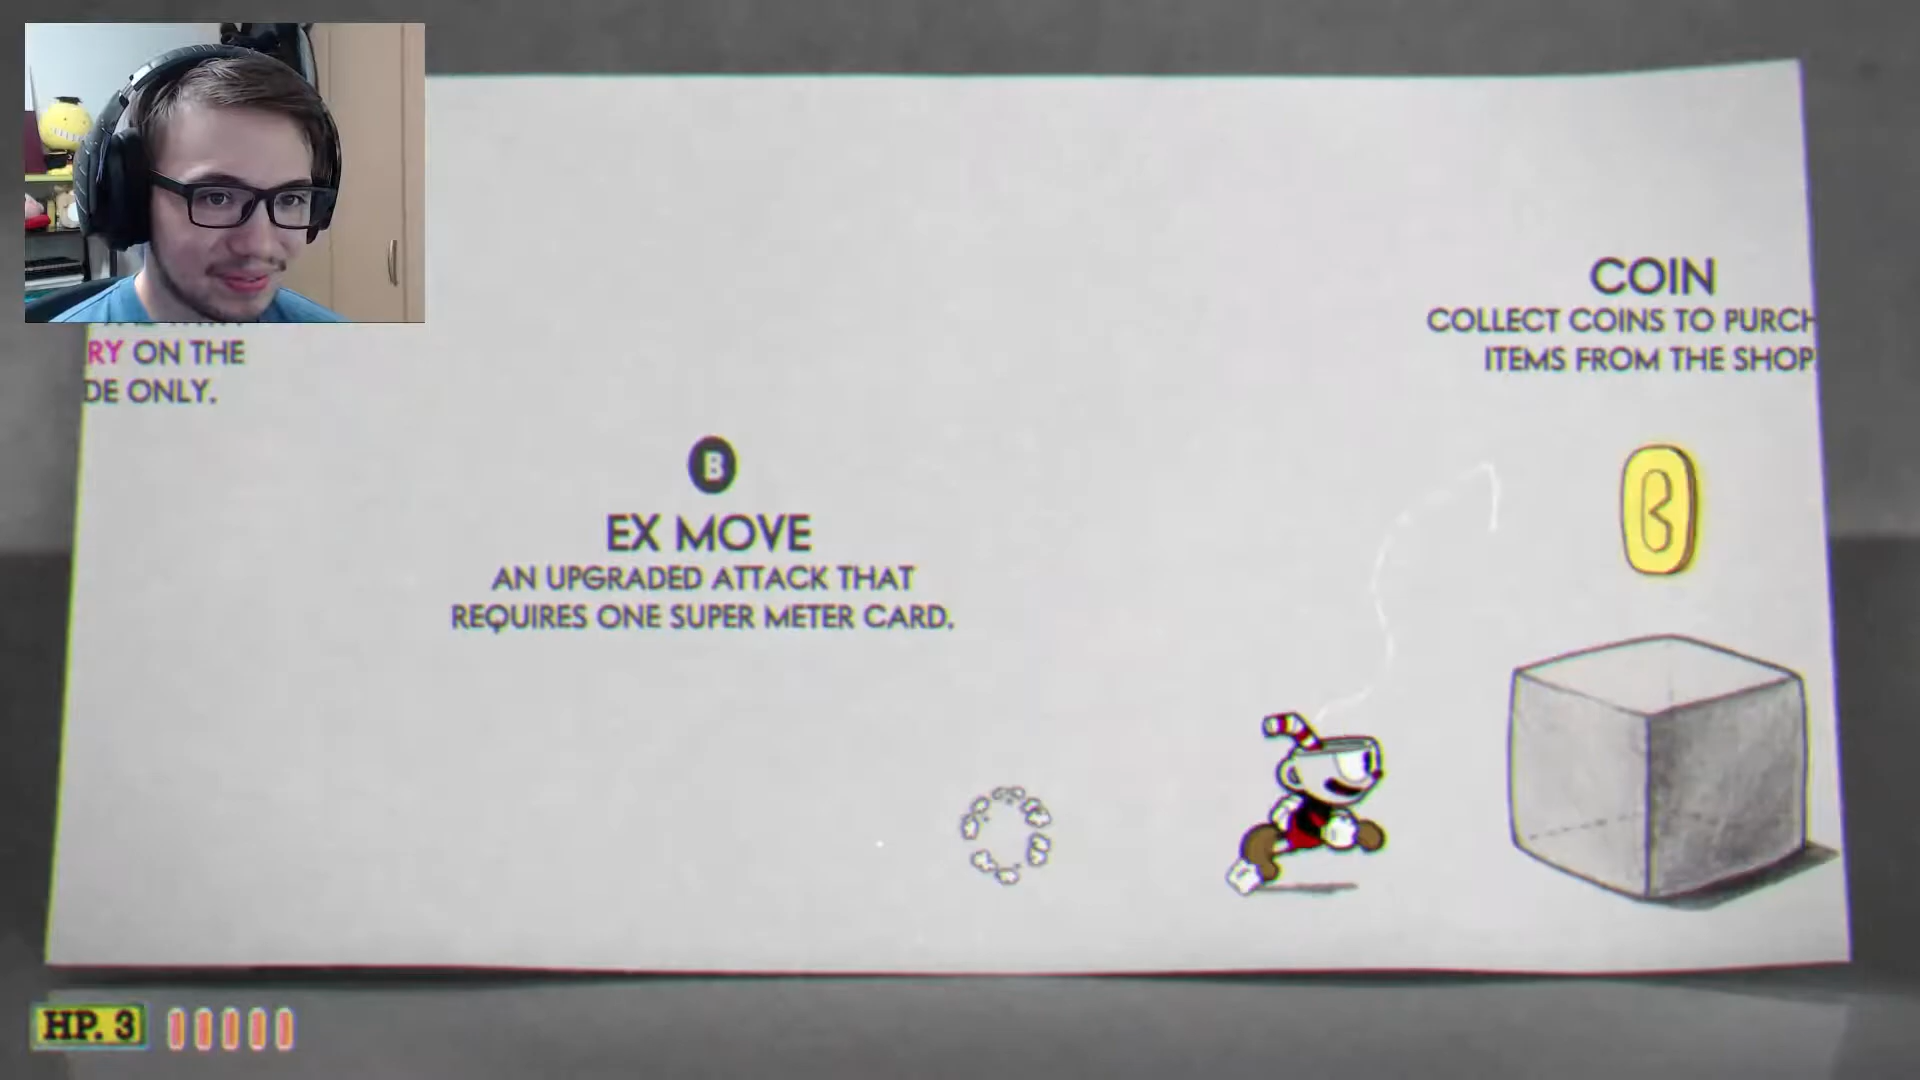 RY ON THE
DE ONLY.
B
EX MOVE
AN UPGRADED ATTACK THAT
REQUIRES ONE SUPER METER CARD.
COIN
COLLECT COINS TO PURCH
ITEMS FROM THE SHOP.
HP. 3